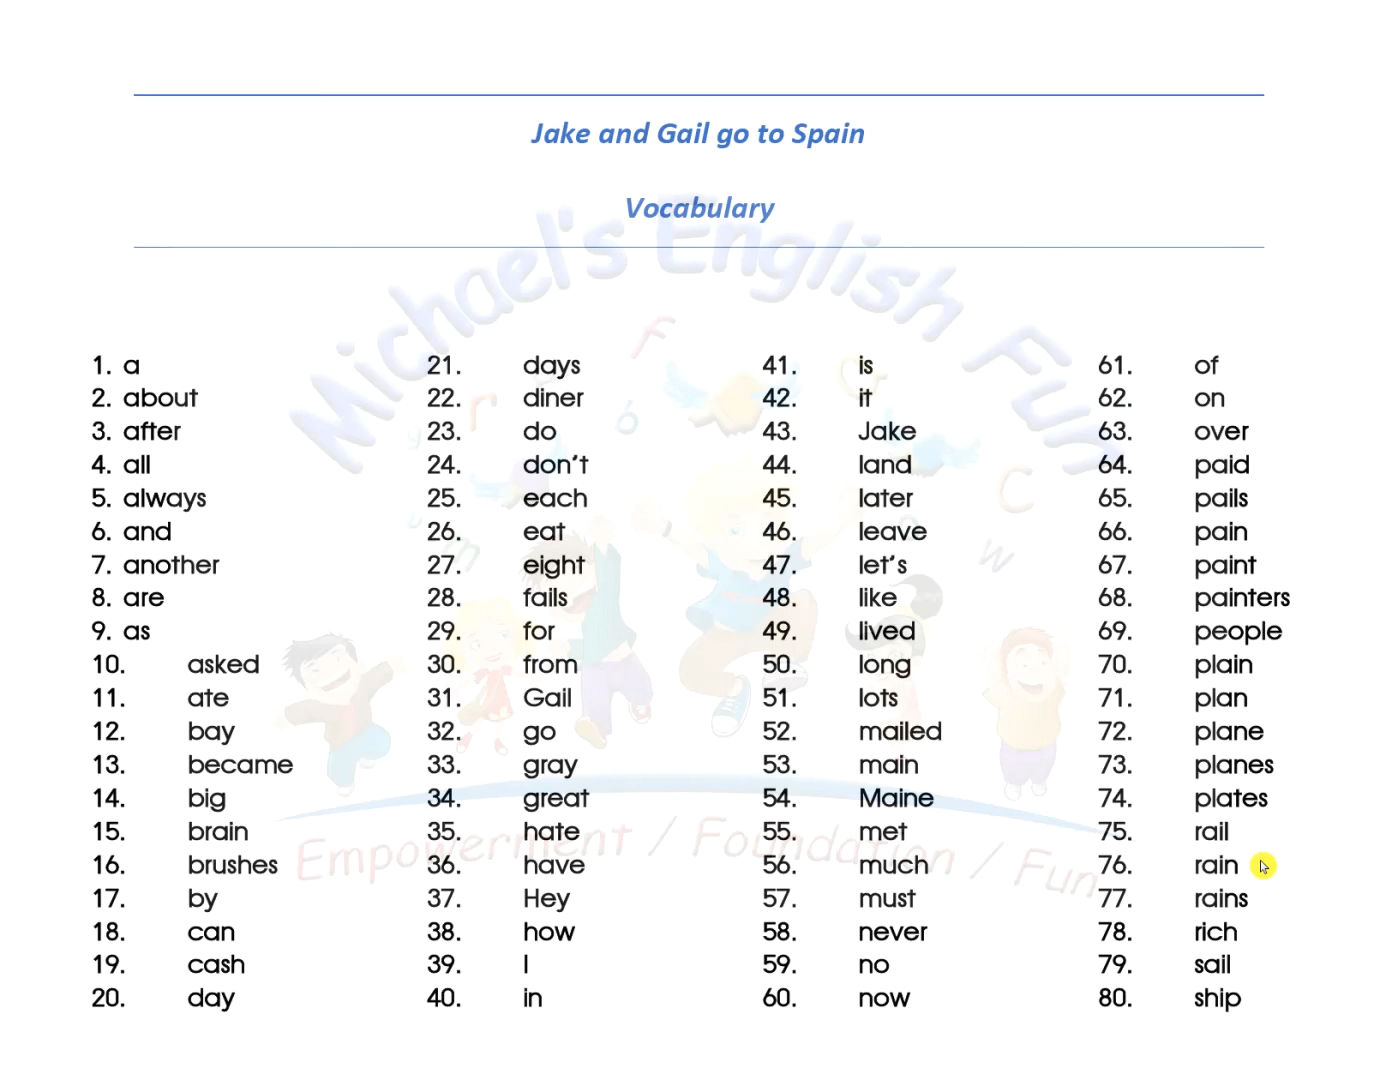 Jake and Gail go to Spain
Vocabulary
Michael's English Fun
1. a
2. about
3. after
4. all
5. always
6. and
7. another
8. are
9. as
10. asked
11. ate
12. bay
13. became
14. big
15. brain
16. brushes
17. by
18. can
19. cash
20. day
21. days
22. diner
23. do
24. don't
25. each
26. eat
27. eight
28. fails
29. for
30. from
31. Gail
32. go
33. gray
34. great
35. hate
36. have
37. Hey
38. how
39. I
40. in
41. is
42. it
43. Jake
44. land
45. later
46. leave
47. let's
48. like
49. lived
50. long
51. lots
52. mailed
53. main
54. Maine
55. met
56. much
57. must
58. never
59. no
60. now
61. of
62. on
63. over
64. paid
65. pails
66. pain
67. paint
68. painters
69. people
70. plain
71. plan
72. plane
73. planes
74. plates
75. rail
76. rain
77. rains
78. rich
79. sail
80. ship
Empowerment / Foundation / Fun